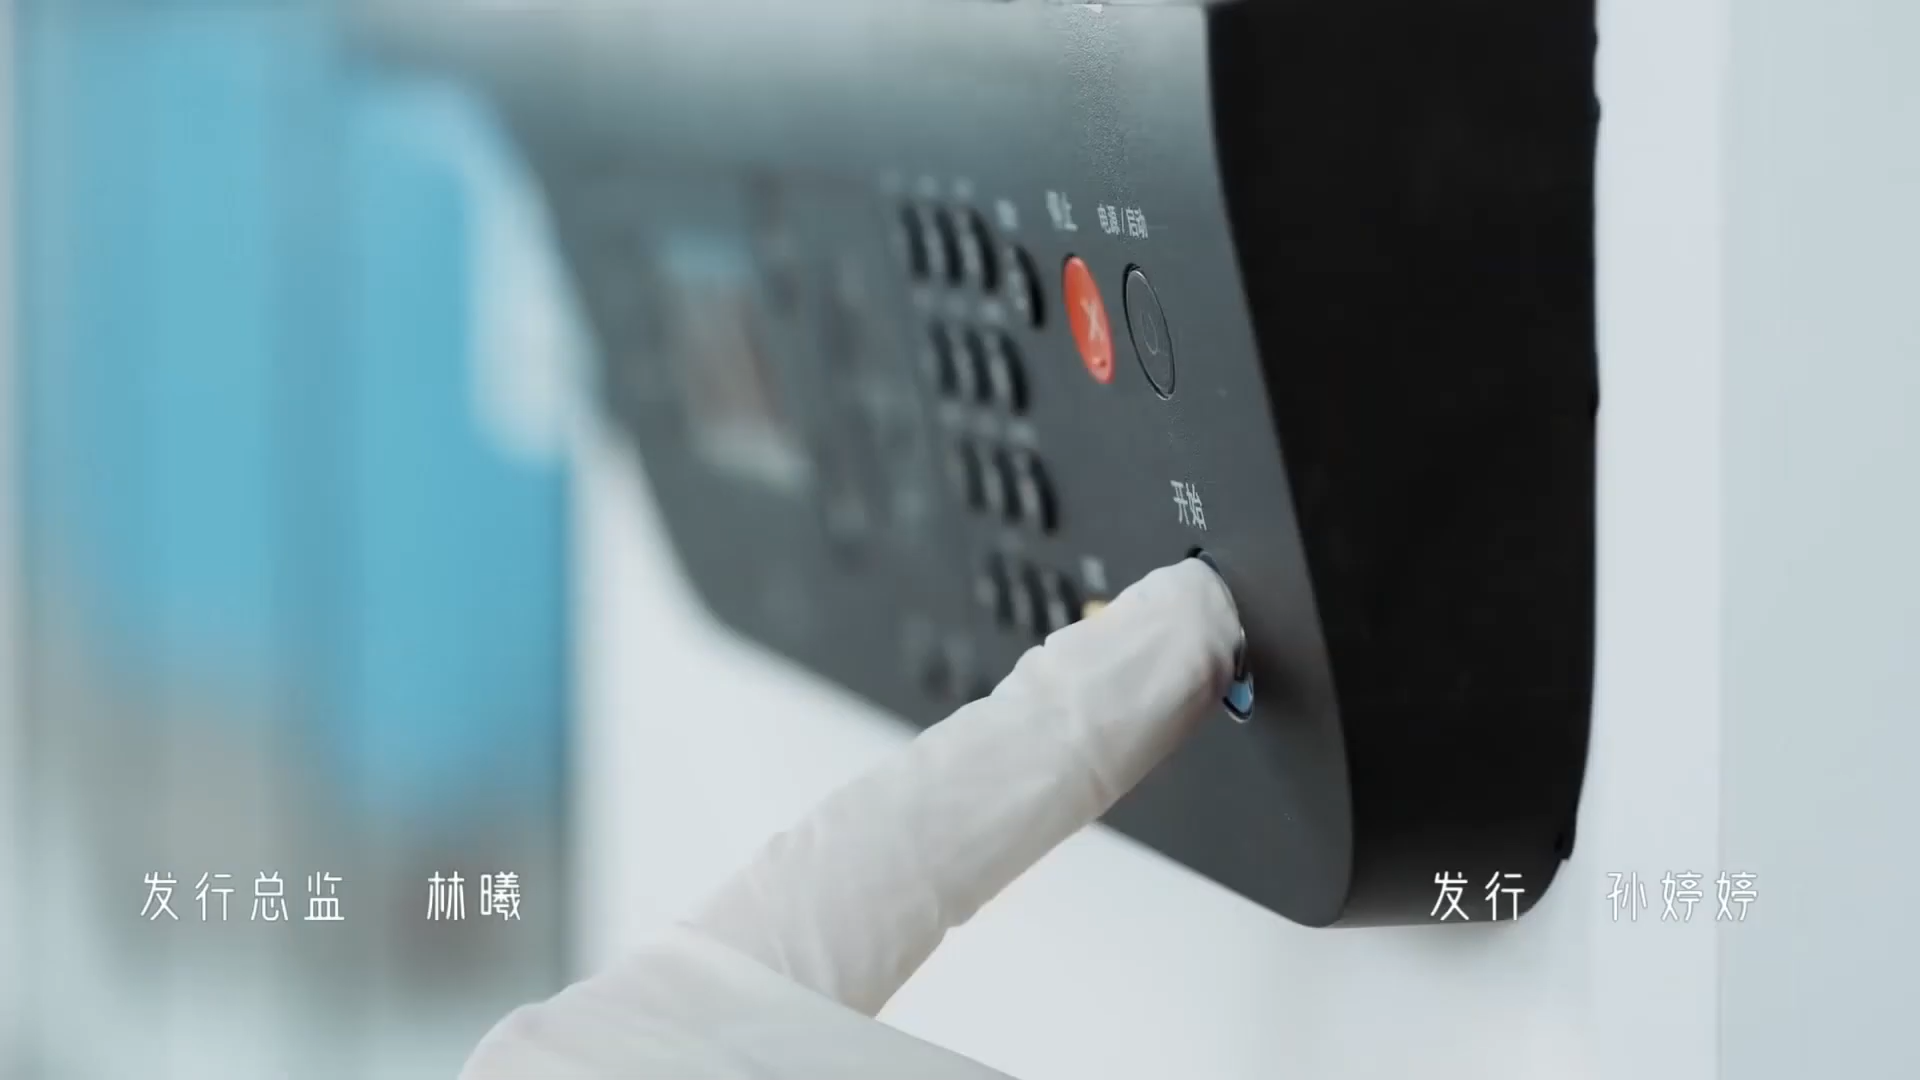 停止
电源/启动
开始
发行总监 林曦
发行 孙婷婷